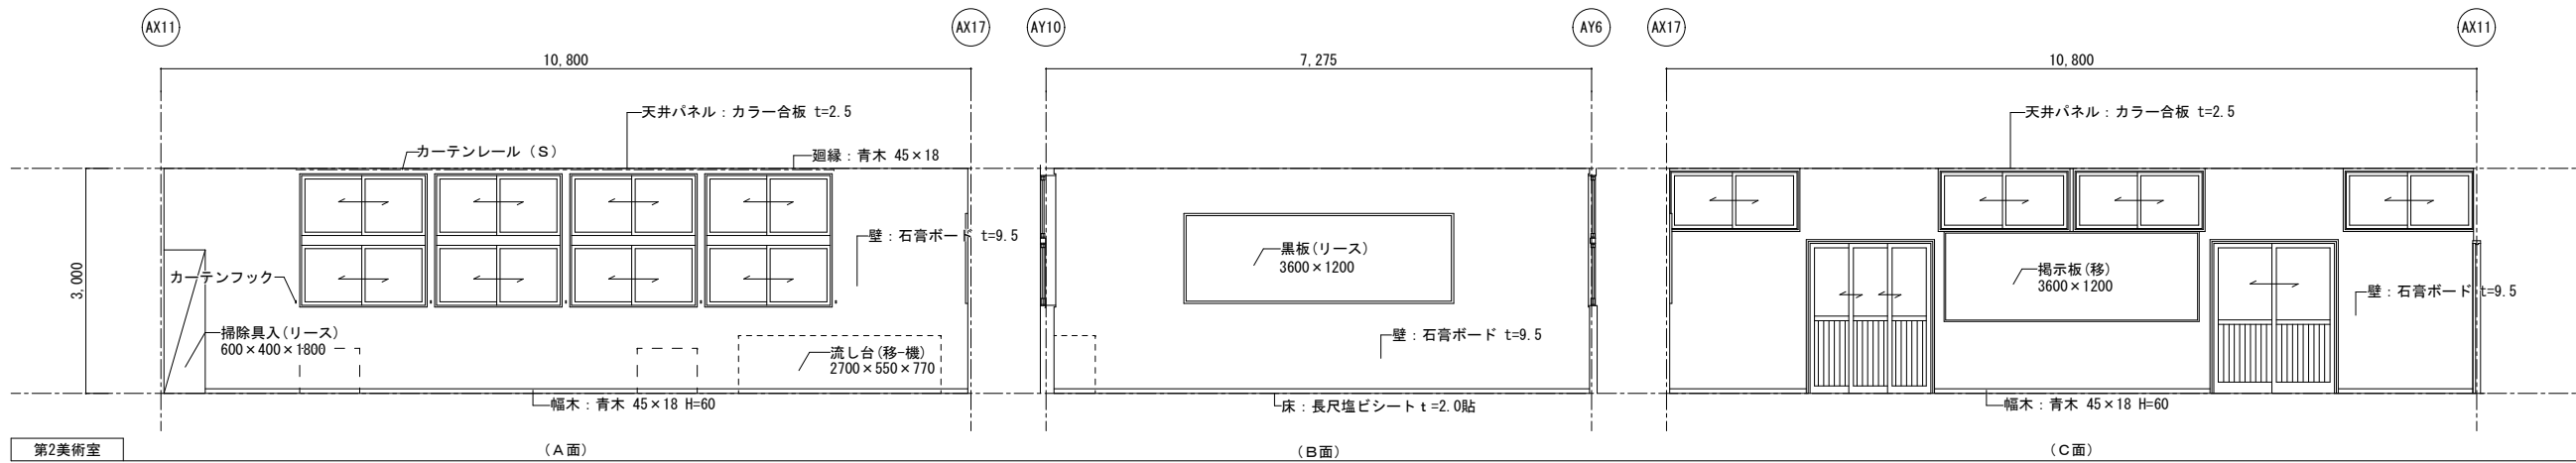 AX11
AX17
AY10
AY6
AX17
AX11
10,800
7,275
10,800
天井パネル：カラー合板 t=2.5
天井パネル：カラー合板 t=2.5
カーテンレール（Ｓ）
廻縁：青木 45×18
3,000
壁：石膏ボード t=9.5
カーテンフック
黒板(リース)
3600×1200
掲示板(移)
3600×1200
壁：石膏ボード t=9.5
掃除具入(リース)
600×400×1800
流し台(移-機)
2700×550×770
壁：石膏ボード t=9.5
幅木：青木 45×18 H=60
床：長尺塩ビシートｔ=2.0貼
幅木：青木 45×18 H=60
第2美術室
（Ａ面）
（Ｂ面）
（Ｃ面）